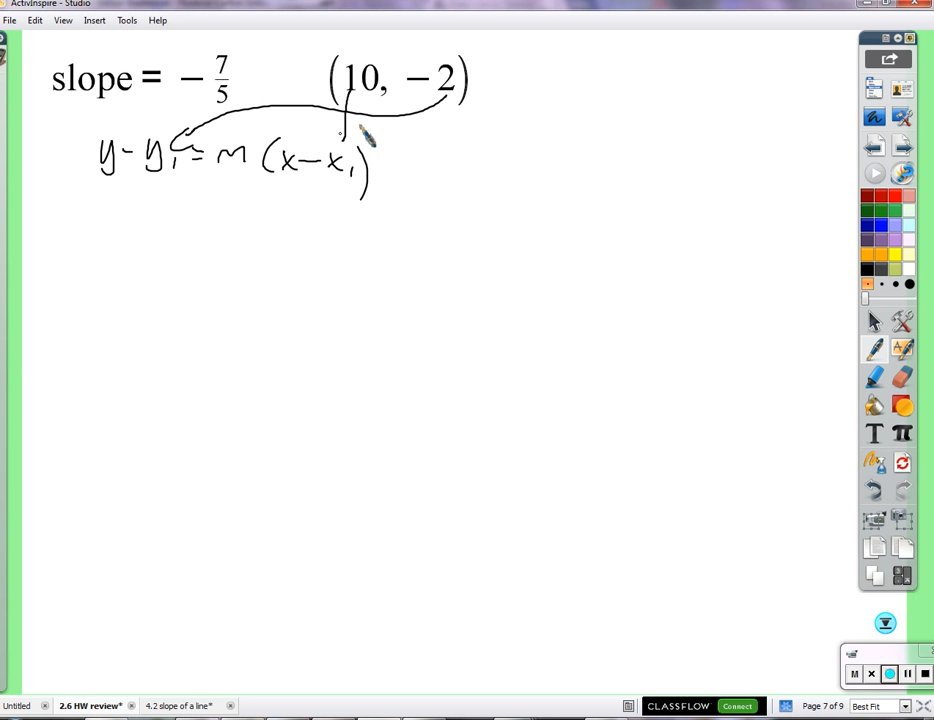 ActivInspire - Studio
File Edit View Insert Tools Help
slope = − 7/5 (10, −2)
y - y₁ = m (x - x₁)
Untitled 2.6 HW review* 4.2 slope of a line* CLASSFLOW Connect Page 7 of 9 Best Fit
M